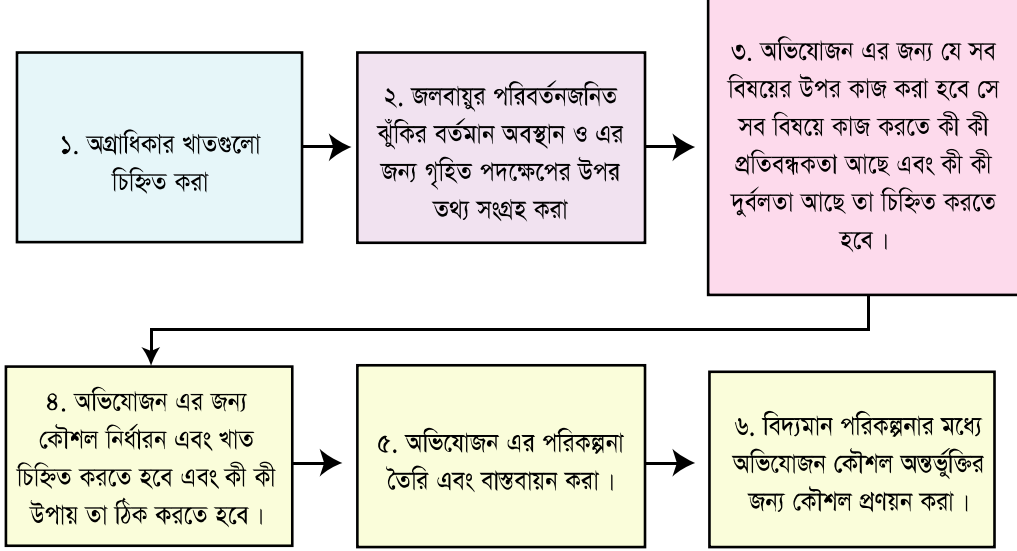 ১. অগ্রাধিকার খাতগুলো
চিহ্নিত করা
২. জলবায়ুর পরিবর্তনজনিত
ঝুঁকির বর্তমান অবস্থান ও এর
জন্য গৃহিত পদক্ষেপের উপর
তথ্য সংগ্রহ করা
৩. অভিযোজন এর জন্য যে সব
বিষয়ের উপর কাজ করা হবে সে
সব বিষয়ে কাজ করতে কী কী
প্রতিবন্ধকতা আছে এবং কী কী
দুর্বলতা আছে তা চিহ্নিত করতে
হবে ।
৪. অভিযোজন এর জন্য
কৌশল নির্ধারন এবং খাত
চিহ্নিত করতে হবে এবং কী কী
উপায় তা ঠিক করতে হবে ।
৫. অভিযোজন এর পরিকল্পনা
তৈরি এবং বাস্তবায়ন করা ।
৬. বিদ্যমান পরিকল্পনার মধ্যে
অভিযোজন কৌশল অন্তর্ভুক্তির
জন্য কৌশল প্রণয়ন করা ।